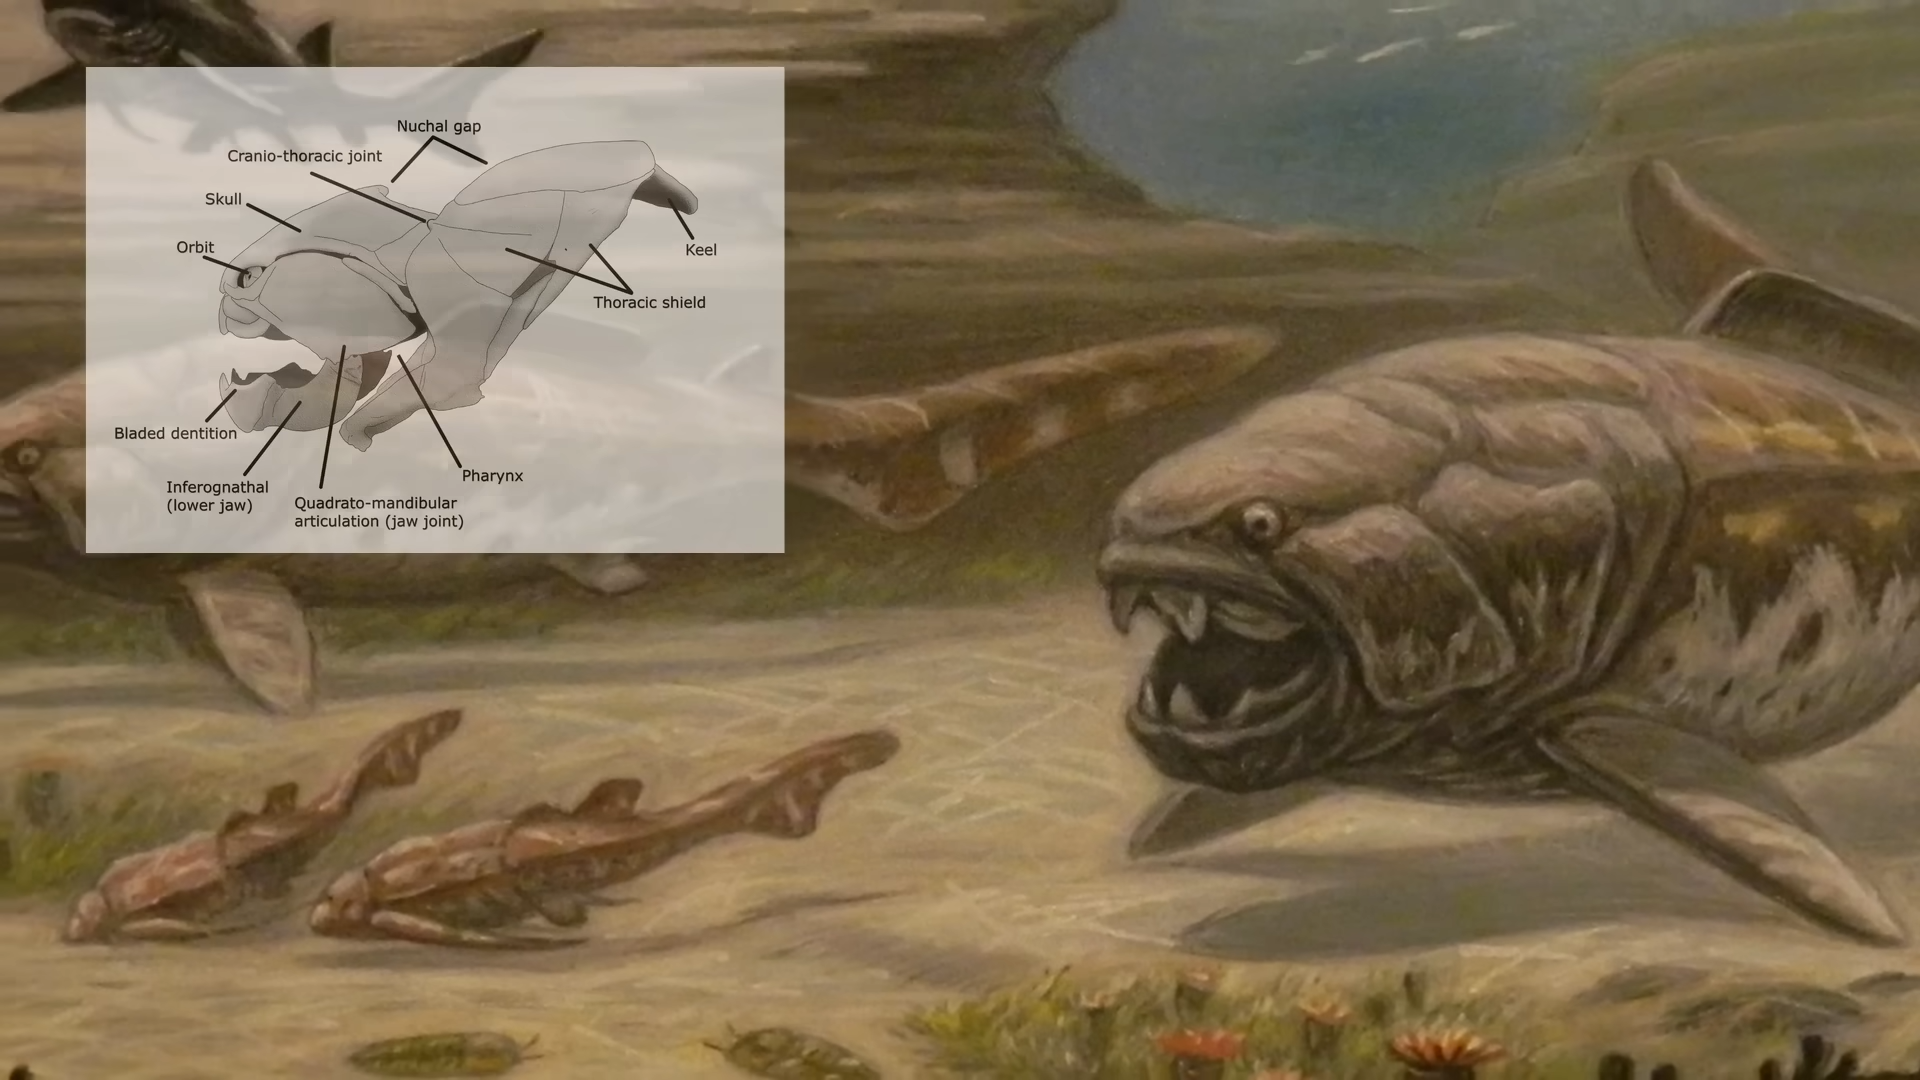 Nuchal gap
Cranio-thoracic joint
Skull
Orbit
Keel
Thoracic shield
Bladed dentition
Pharynx
Inferognathal
(lower jaw)
Quadrato-mandibular
articulation (jaw joint)